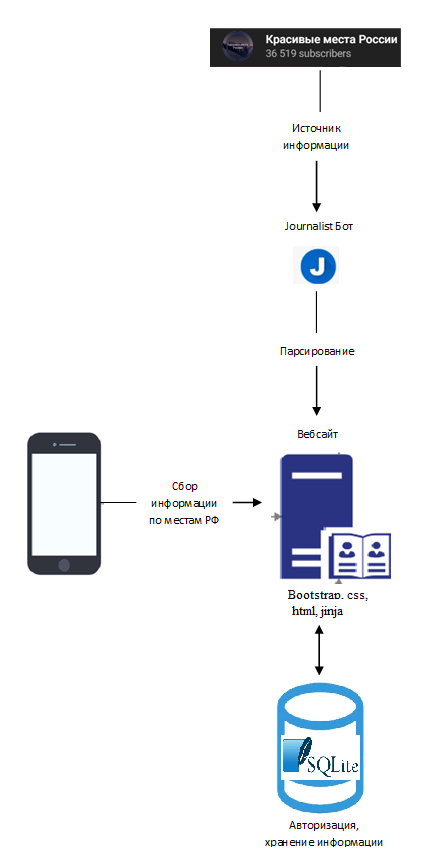 Красивые места России
36 519 subscribers
Источник
информации
Journalist Бот
J
Парсирование
Вебсайт
Сбор
информации
по местам РФ
Bootstrap, css,
html, jinja
SQLite
Авторизация,
хранение информации